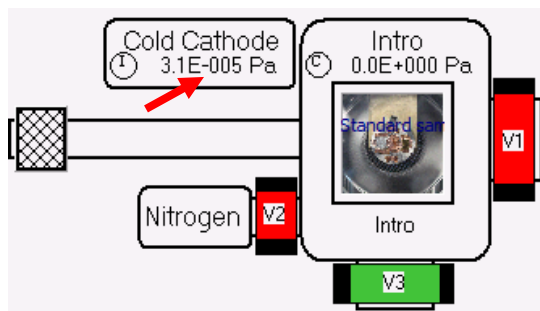 Cold Cathode
I 3.1E-005 Pa
Intro
C 0.0E+000 Pa
Standard sam
V1
Nitrogen
V2
Intro
V3